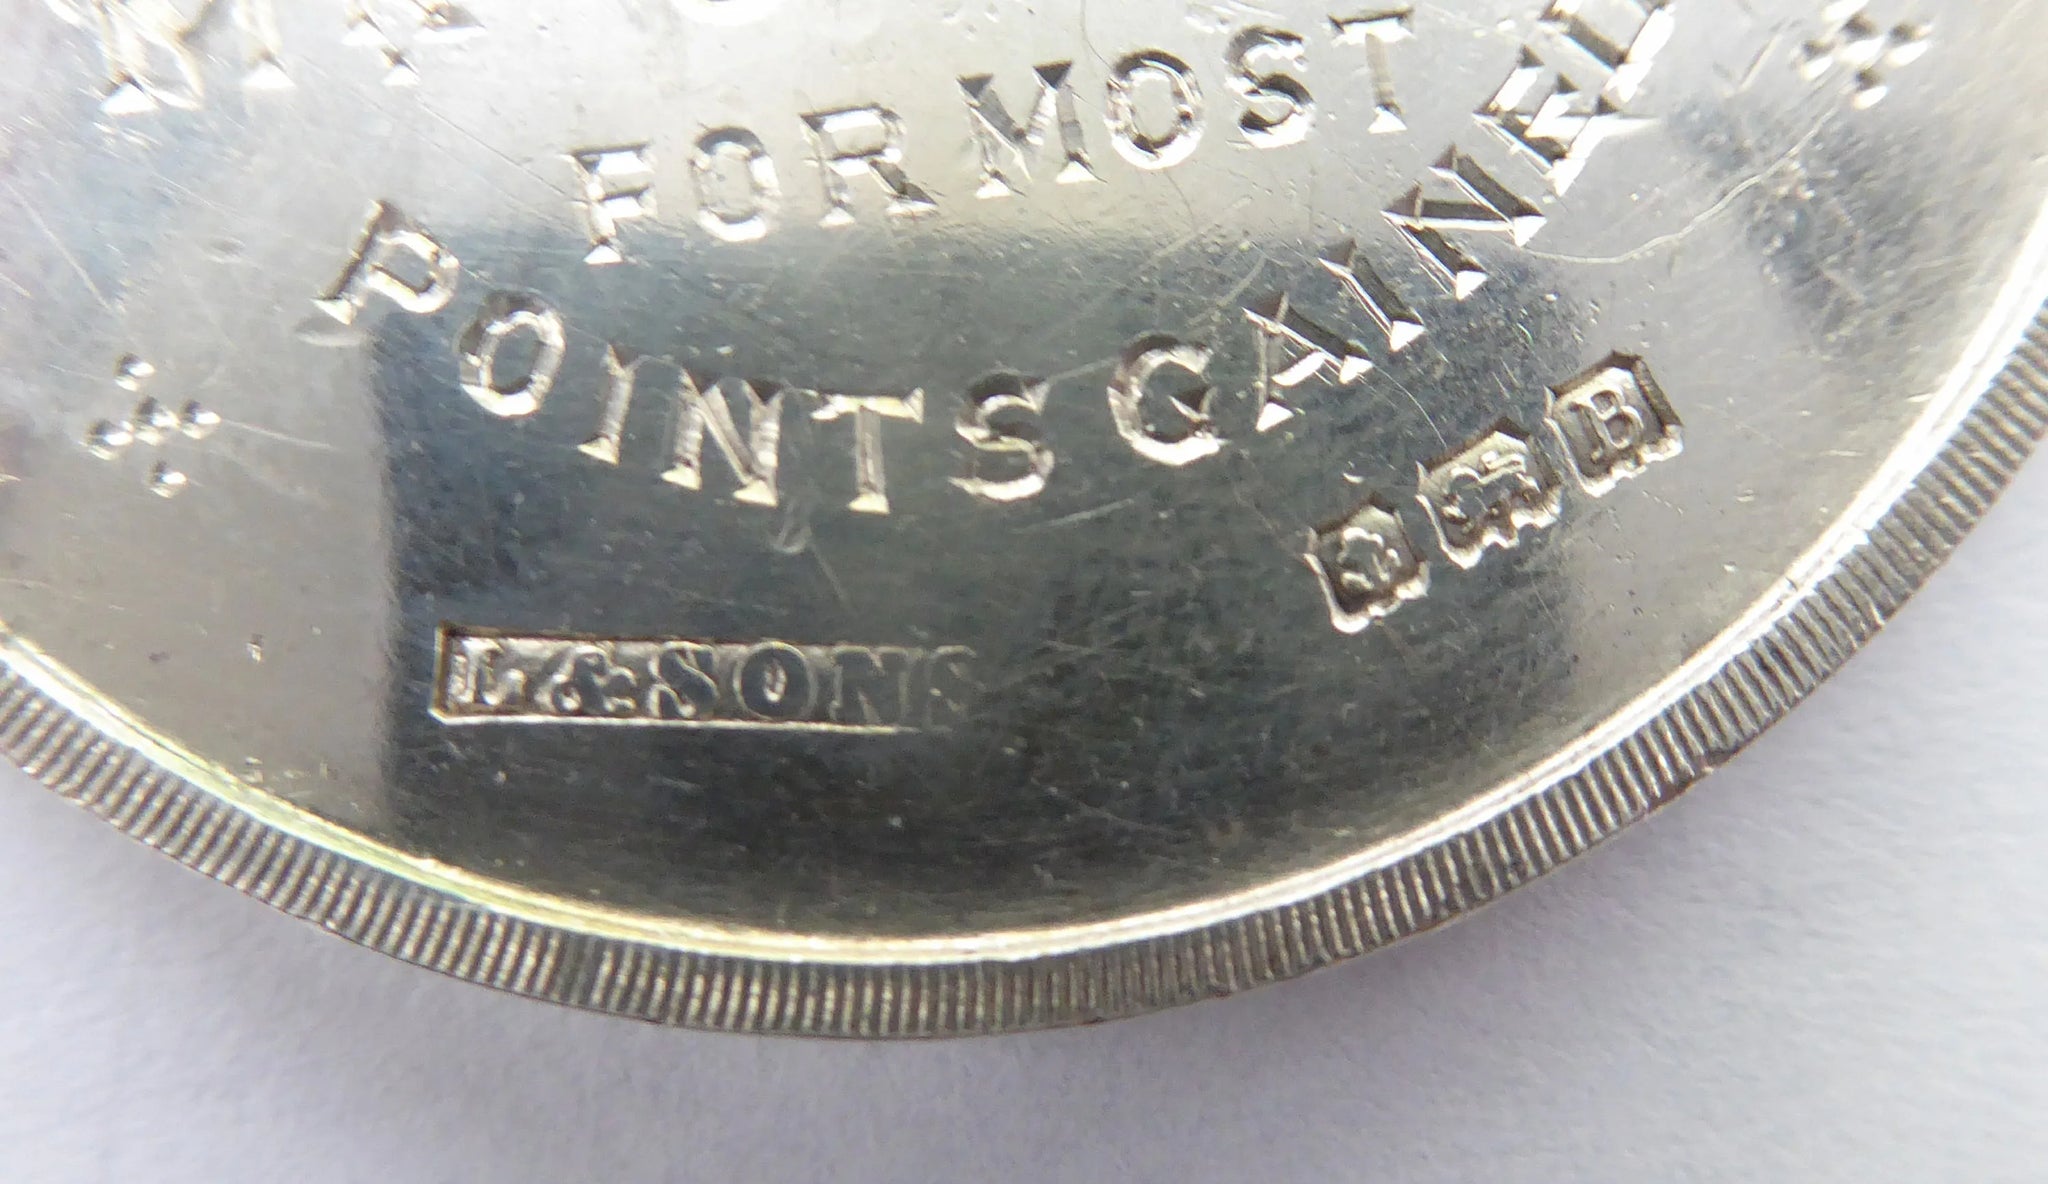 FOR MOST
POINTS GAINED
B
L & SONS